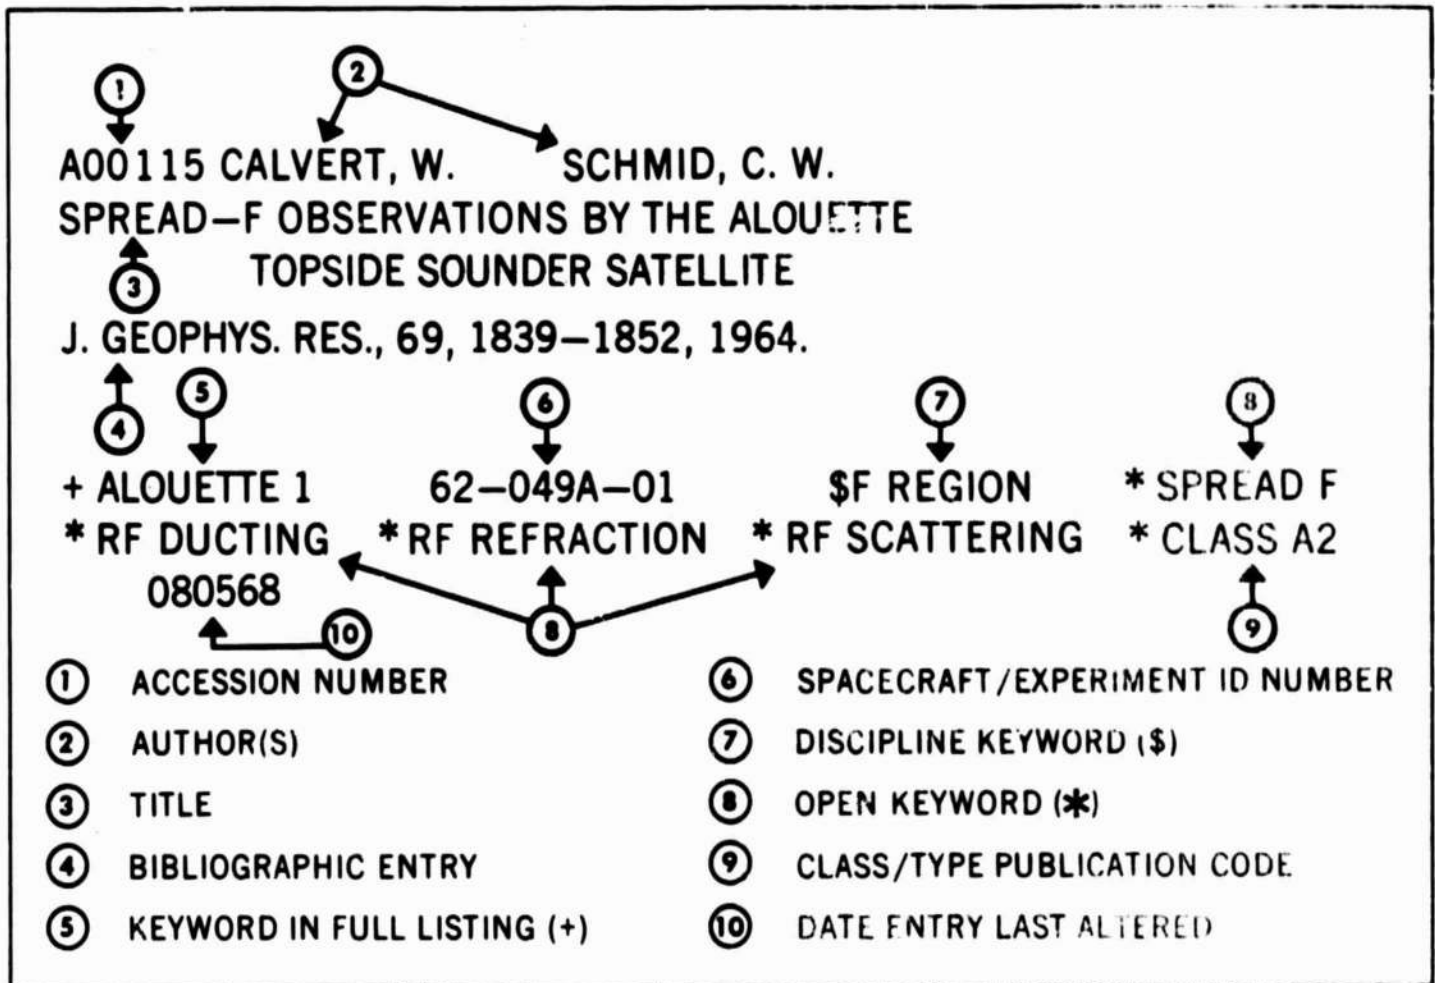 1 2
A00115 CALVERT, W. SCHMID, C. W.
SPREAD–F OBSERVATIONS BY THE ALOUETTE
3 TOPSIDE SOUNDER SATELLITE
J. GEOPHYS. RES., 69, 1839–1852, 1964.
4 5 6 7 8
+ ALOUETTE 1 62–049A–01 $F REGION * SPREAD F
* RF DUCTING * RF REFRACTION * RF SCATTERING * CLASS A2
080568
10 8 9
1 ACCESSION NUMBER
2 AUTHOR(S)
3 TITLE
4 BIBLIOGRAPHIC ENTRY
5 KEYWORD IN FULL LISTING (+)
6 SPACECRAFT/EXPERIMENT ID NUMBER
7 DISCIPLINE KEYWORD ($)
8 OPEN KEYWORD (*)
9 CLASS/TYPE PUBLICATION CODE
10 DATE ENTRY LAST ALTERED